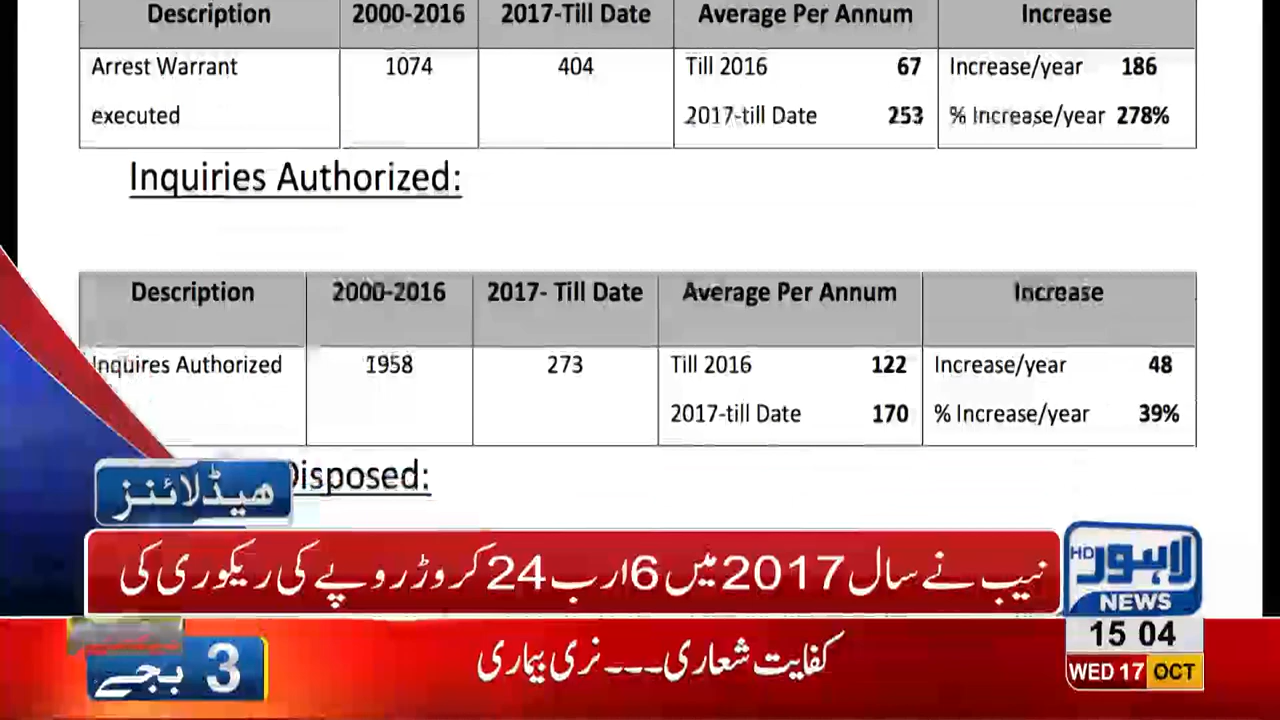 Description 2000-2016 2017-Till Date Average Per Annum Increase
Arrest Warrant 1074 404 Till 2016 67 Increase/year 186
executed 2017-till Date 253 % Increase/year 278%
Inquiries Authorized:
Description 2000-2016 2017- Till Date Average Per Annum Increase
Inquires Authorized 1958 273 Till 2016 122 Increase/year 48
2017-till Date 170 % Increase/year 39%
Disposed:
ھیڈلائنز
نیب نے سال 2017 میں 6 ارب 24 کروڑ روپے کی ریکوری کی
HD لاہور
NEWS
15 04
WED 17 OCT
کفایت شعاری۔۔۔نری بیماری
3 بجے